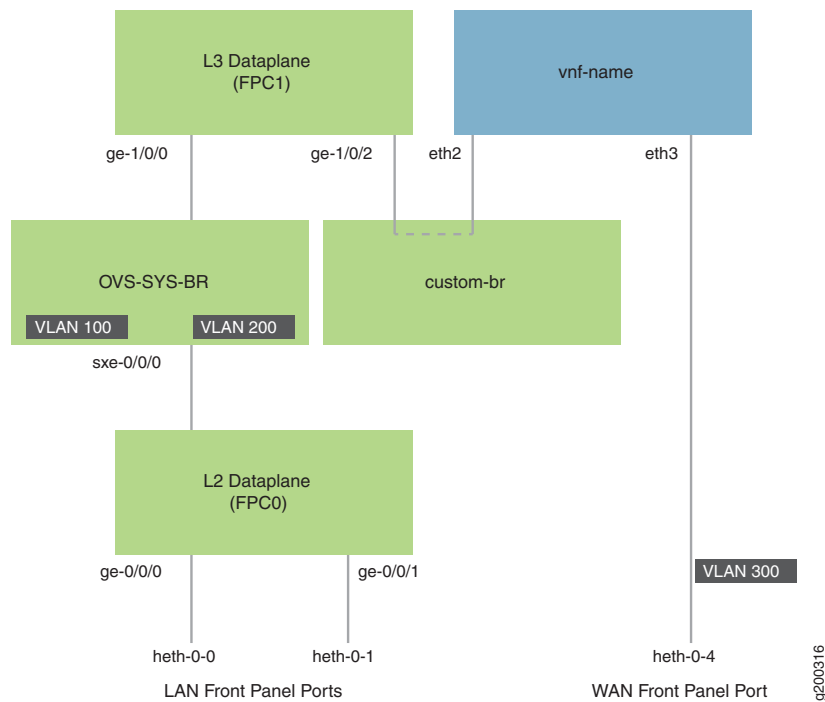 L3 Dataplane
(FPC1)
vnf-name
ge-1/0/0
ge-1/0/2
eth2
eth3
OVS-SYS-BR
custom-br
VLAN 100
VLAN 200
sxe-0/0/0
L2 Dataplane
(FPC0)
ge-0/0/0
ge-0/0/1
VLAN 300
heth-0-0
heth-0-1
heth-0-4
LAN Front Panel Ports
WAN Front Panel Port
g200316